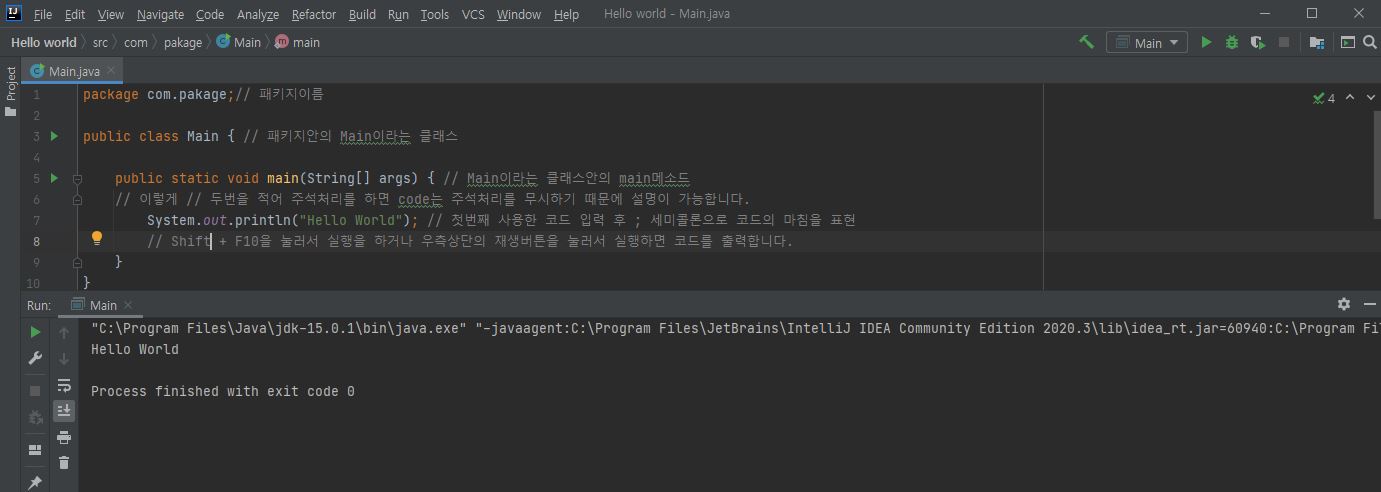 File Edit View Navigate Code Analyze Refactor Build Run Tools VCS Window Help Hello world - Main.java
Hello world src com pakage Main main Main
Project
Main.java
1 package com.pakage;// 패키지이름
4
2
3 public class Main { // 패키지안의 Main이라는 클래스
4
5 public static void main(String[] args) { // Main이라는 클래스안의 main메소드
6 // 이렇게 // 두번을 적어 주석처리를 하면 code는 주석처리를 무시하기 때문에 설명이 가능합니다.
7 System.out.println("Hello World"); // 첫번째 사용한 코드 입력 후 ; 세미콜론으로 코드의 마침을 표현
8 // Shift + F10을 눌러서 실행을 하거나 우측상단의 재생버튼을 눌러서 실행하면 코드를 출력합니다.
9 }
10 }
Run: Main
"C:\Program Files\Java\jdk-15.0.1\bin\java.exe" "-javaagent:C:\Program Files\JetBrains\IntelliJ IDEA Community Edition 2020.3\lib\idea_rt.jar=60940:C:\Program Fi
Hello World
Process finished with exit code 0